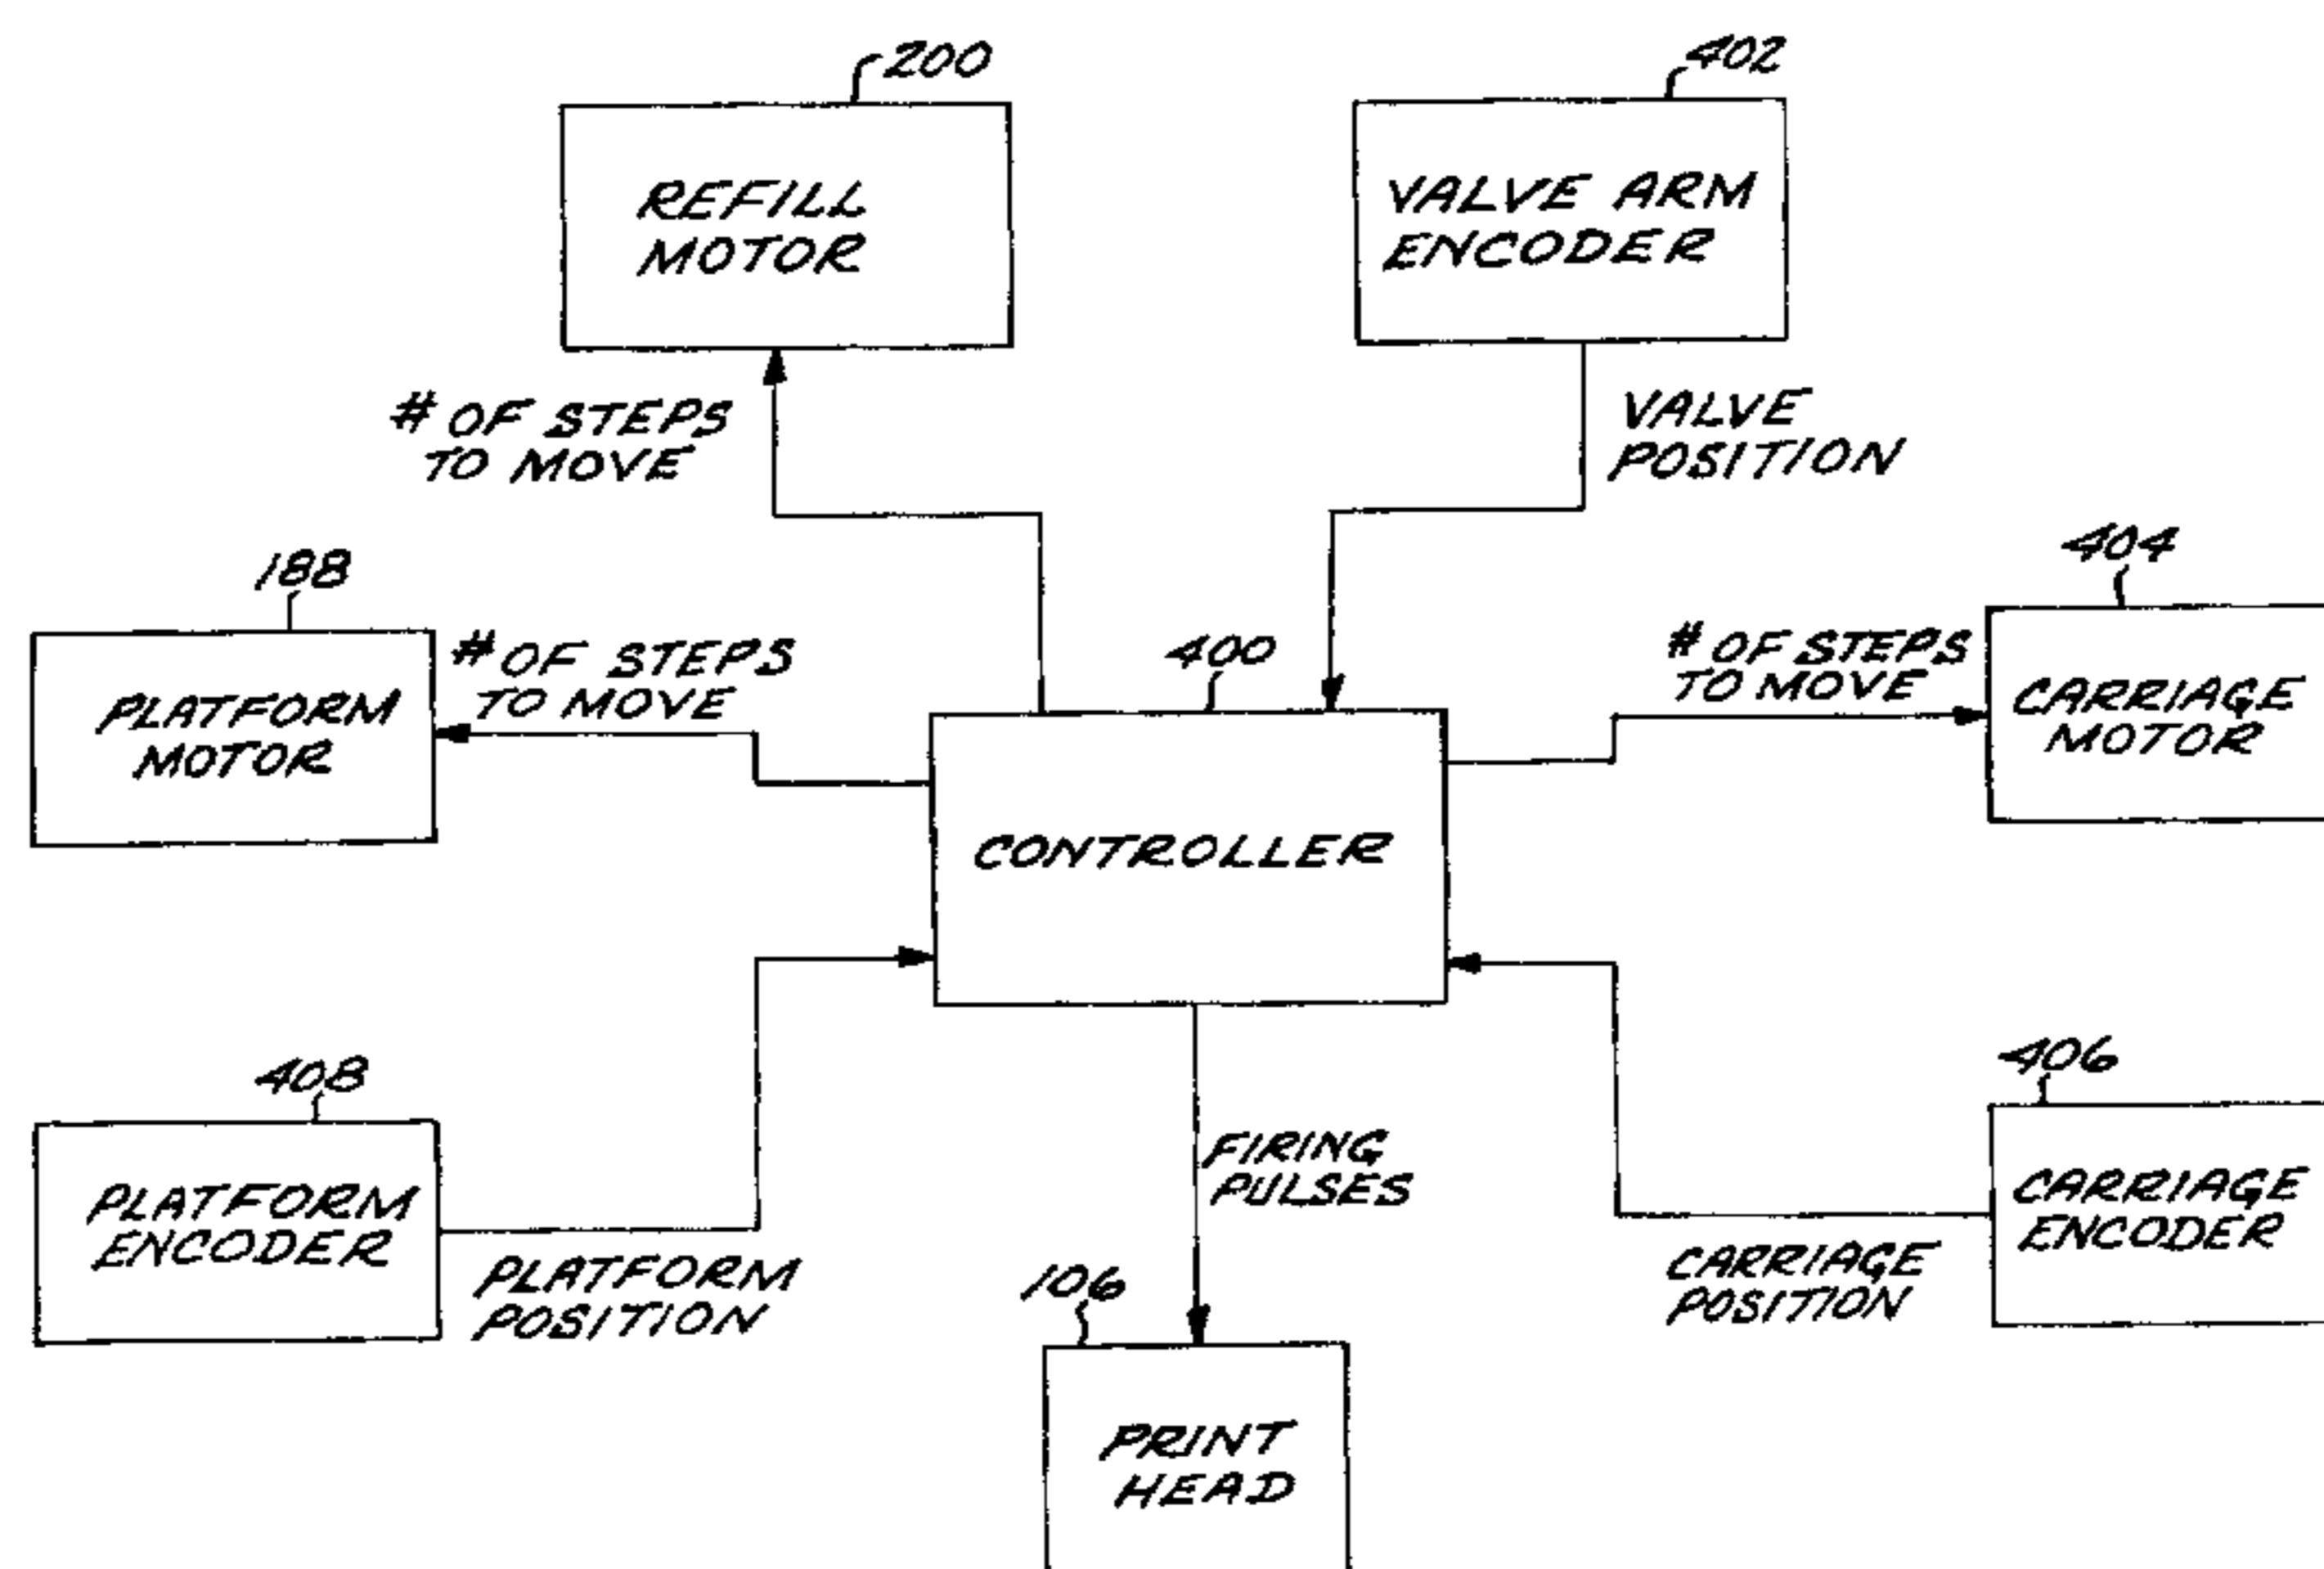 200
402
REFILL
MOTOR
VALVE ARM
ENCODER
# OF STEPS
TO MOVE
VALVE
POSITION
188
404
# OF STEPS
TO MOVE
400
# OF STEPS
TO MOVE
PLATFORM
MOTOR
CARRIAGE
MOTOR
CONTROLLER
408
406
PLATFORM
ENCODER
FIRING
PULSES
CARRIAGE
ENCODER
PLATFORM
POSITION
106
CARRIAGE
POSITION
PRINT
HEAD